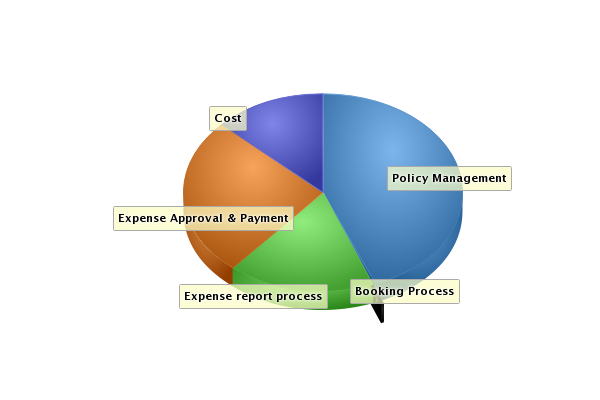 Cost
Policy Management
Expense Approval & Payment
Booking Process
Expense report process